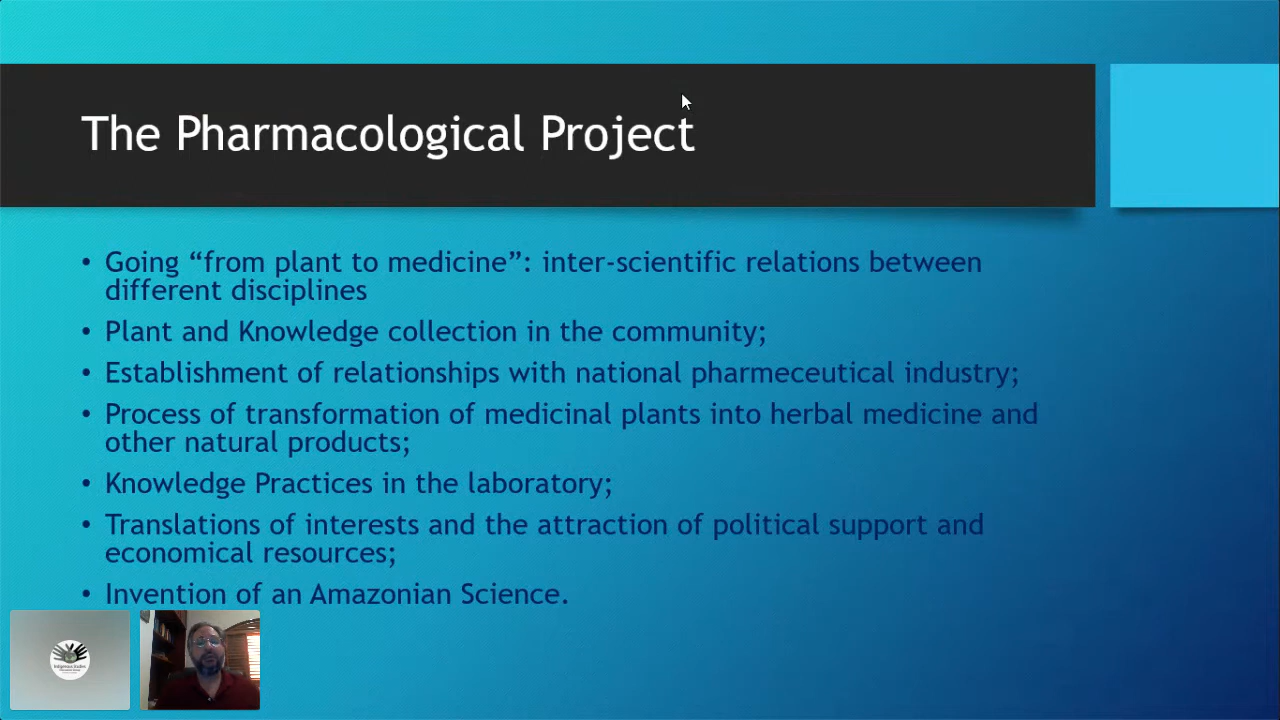 The Pharmacological Project
• Going “from plant to medicine”: inter-scientific relations between
different disciplines
• Plant and Knowledge collection in the community;
• Establishment of relationships with national pharmeceutical industry;
• Process of transformation of medicinal plants into herbal medicine and
other natural products;
• Knowledge Practices in the laboratory;
• Translations of interests and the attraction of political support and
economical resources;
• Invention of an Amazonian Science.
Indigenous Studies